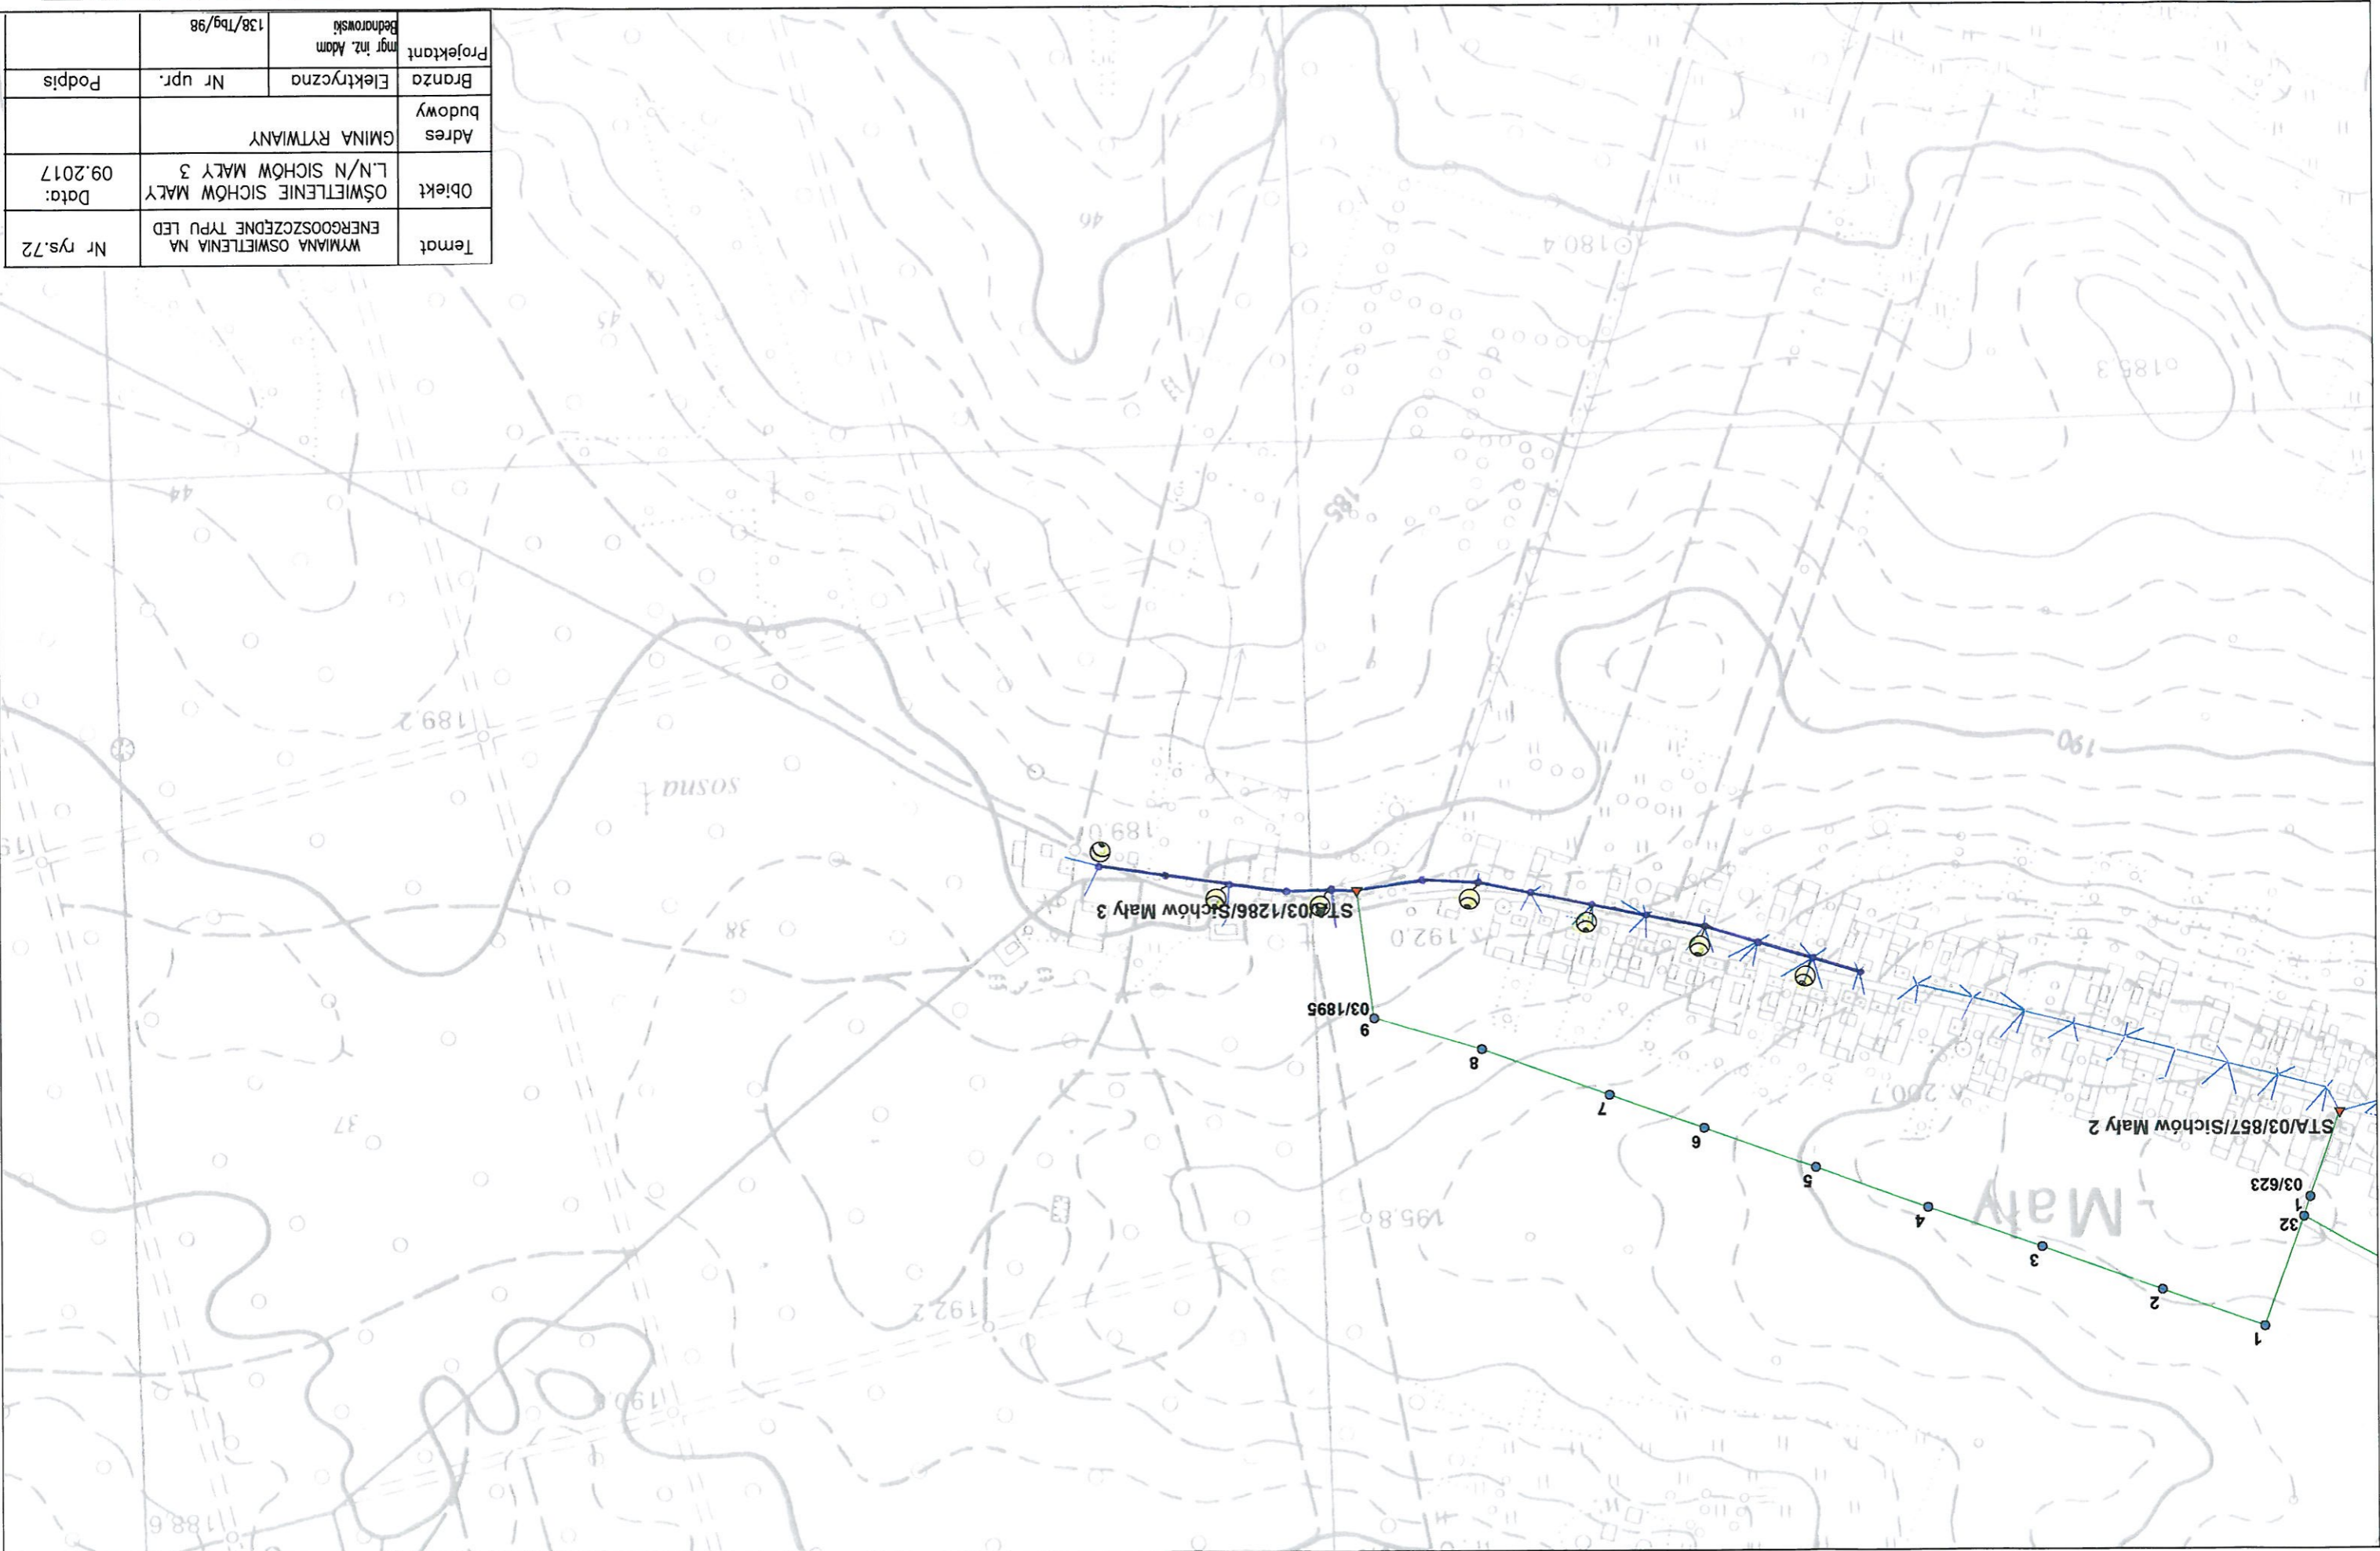 Temat
WYMIANA OSWIETLENIA NA
ENERGOOSZCZĘDNE TYPU LED
Nr rys.72
Obiekt
OŚWIETLENIE SICHÓW MAŁY
L.N/N SICHÓW MAŁY 3
Data:
09.2017
Adres
budowy
GMINA RYTWIANY
Branża
Elektryczna
Nr upr.
Podpis
Projektant
mgr inż. Adam
Bednarowski
138/Tbg/98
1
2
3
4
5
6
7
8
9
03/1895
32
1
03/623
- Mały
STA/03/857/Sichów Mały 2
STA/03/1286/Sichów Mały 3
195.8
192.2
190.8
188.6
200.7
192.0
189.0
189.2
190
185
185.3
180.4
37
38
44
45
46
sosna